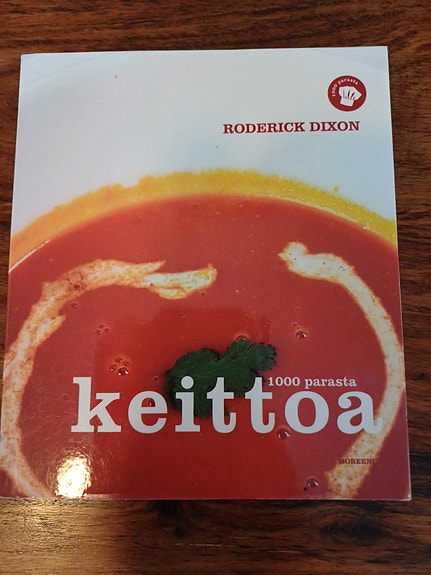 1000 parasta
RODERICK DIXON
1000 parasta
keittoa
MOREENI